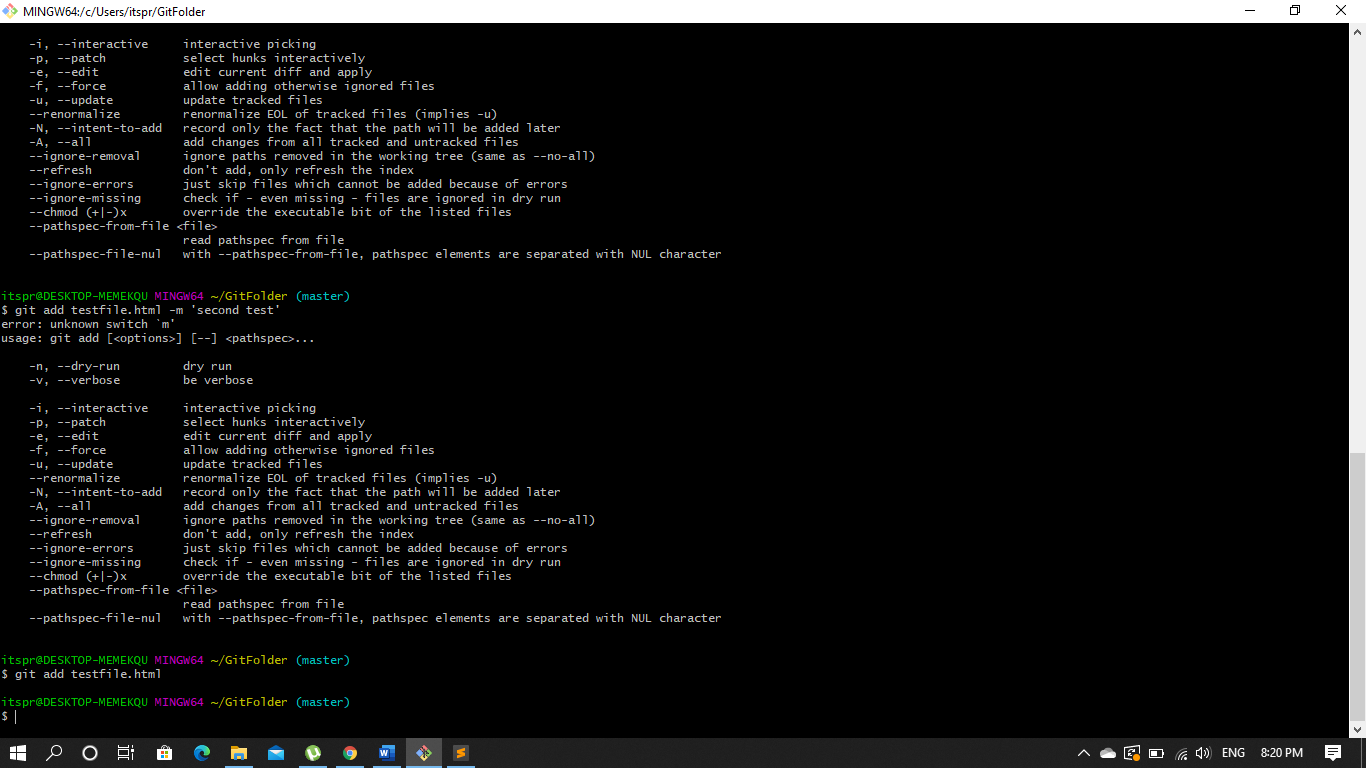 MINGW64:/c/Users/itspr/GitFolder
-i, --interactive     interactive picking
-p, --patch           select hunks interactively
-e, --edit            edit current diff and apply
-f, --force           allow adding otherwise ignored files
-u, --update          update tracked files
--renormalize         renormalize EOL of tracked files (implies -u)
-N, --intent-to-add   record only the fact that the path will be added later
-A, --all             add changes from all tracked and untracked files
--ignore-removal      ignore paths removed in the working tree (same as --no-all)
--refresh             don't add, only refresh the index
--ignore-errors       just skip files which cannot be added because of errors
--ignore-missing      check if - even missing - files are ignored in dry run
--chmod (+|-)x        override the executable bit of the listed files
--pathspec-from-file <file>
read pathspec from file
--pathspec-file-nul   with --pathspec-from-file, pathspec elements are separated with NUL character
itspr@DESKTOP-MEMEKQU MINGW64 ~/GitFolder (master)
$ git add testfile.html -m 'second test'
error: unknown switch `m'
usage: git add [<options>] [--] <pathspec>...
-n, --dry-run         dry run
-v, --verbose         be verbose
-i, --interactive     interactive picking
-p, --patch           select hunks interactively
-e, --edit            edit current diff and apply
-f, --force           allow adding otherwise ignored files
-u, --update          update tracked files
--renormalize         renormalize EOL of tracked files (implies -u)
-N, --intent-to-add   record only the fact that the path will be added later
-A, --all             add changes from all tracked and untracked files
--ignore-removal      ignore paths removed in the working tree (same as --no-all)
--refresh             don't add, only refresh the index
--ignore-errors       just skip files which cannot be added because of errors
--ignore-missing      check if - even missing - files are ignored in dry run
--chmod (+|-)x        override the executable bit of the listed files
--pathspec-from-file <file>
read pathspec from file
--pathspec-file-nul   with --pathspec-from-file, pathspec elements are separated with NUL character
itspr@DESKTOP-MEMEKQU MINGW64 ~/GitFolder (master)
$ git add testfile.html
itspr@DESKTOP-MEMEKQU MINGW64 ~/GitFolder (master)
$
ENG 8:20 PM